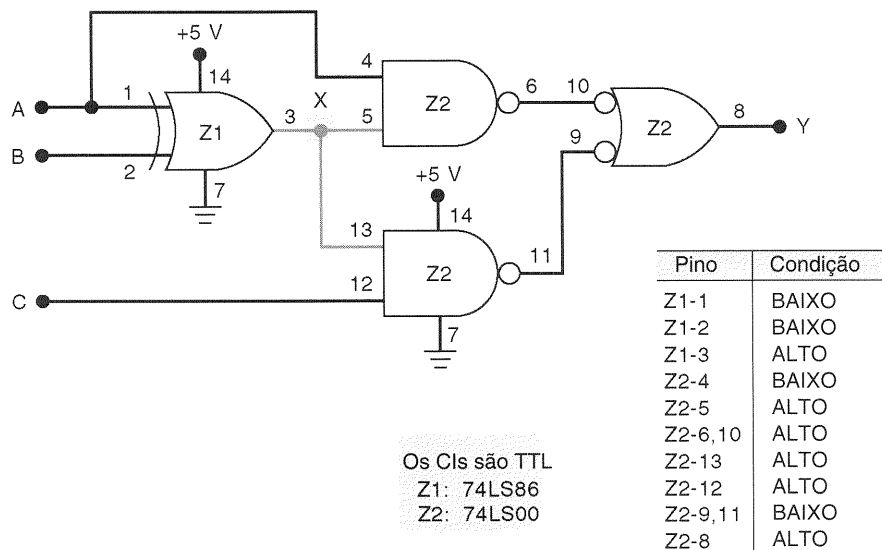 +5 V
14
A
1
B
2
Z1
7
3
X
4
5
Z2
6
10
9
Z2
8
Y
+5 V
14
13
12
Z2
11
7
C
Os CIs são TTL
Z1: 74LS86
Z2: 74LS00
Pino Condição
Z1-1 BAIXO
Z1-2 BAIXO
Z1-3 ALTO
Z2-4 BAIXO
Z2-5 ALTO
Z2-6,10 ALTO
Z2-13 ALTO
Z2-12 ALTO
Z2-9,11 BAIXO
Z2-8 ALTO